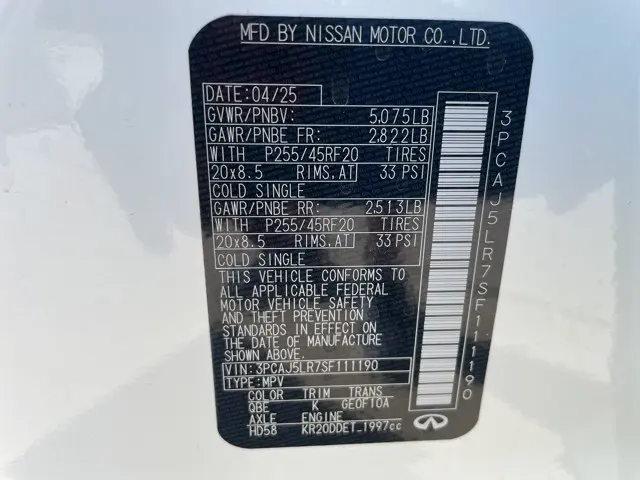 MFD BY NISSAN MOTOR CO.,LTD.
DATE: 04/25
GVWR/PNBV: 5,075LB
GAWR/PNBE FR: 2,822LB
WITH P255/45RF20 TIRES
20x8.5 RIMS,AT 33 PSI
COLD SINGLE
GAWR/PNBE RR: 2,513LB
WITH P255/45RF20 TIRES
20x8.5 RIMS,AT 33 PSI
COLD SINGLE
THIS VEHICLE CONFORMS TO
ALL APPLICABLE FEDERAL
MOTOR VEHICLE SAFETY
AND THEFT PREVENTION
STANDARDS IN EFFECT ON
THE DATE OF MANUFACTURE
SHOWN ABOVE.
VIN: 3PCAJ5LR7SF111190
TYPE: MPV
COLOR TRIM TRANS
QBE K GE0F10A
AXLE ENGINE
HD58 KR20DDET 1997cc
3PCAJ5LR7SF111190